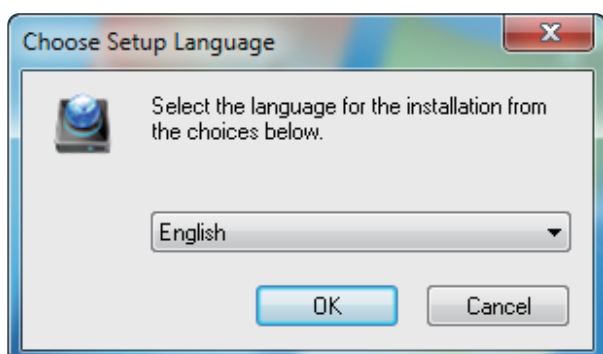 Choose Setup Language
Select the language for the installation from
the choices below.
English
OK
Cancel